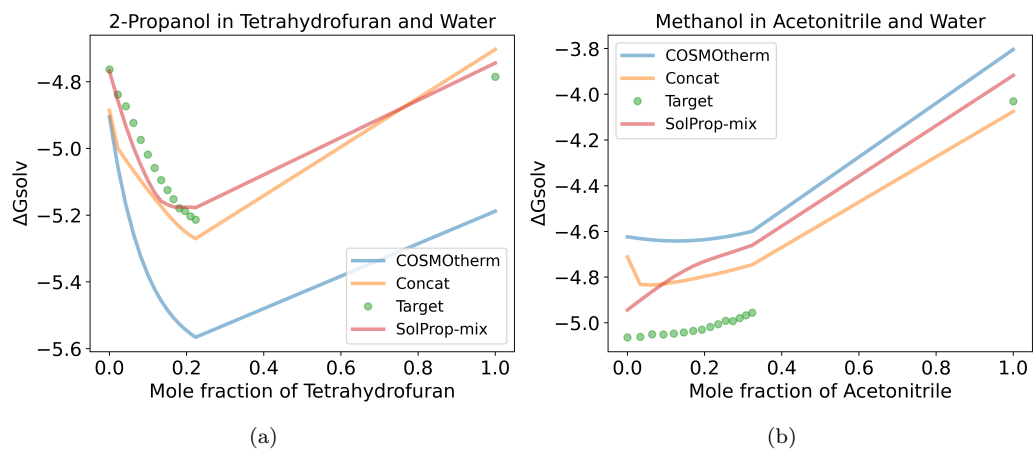 2-Propanol in Tetrahydrofuran and Water
ΔGsolv
−4.8
−5.0
−5.2
−5.4
−5.6
COSMOtherm
Concat
Target
SolProp-mix
0.0 0.2 0.4 0.6 0.8 1.0
Mole fraction of Tetrahydrofuran
(a)
Methanol in Acetonitrile and Water
ΔGsolv
−3.8
−4.0
−4.2
−4.4
−4.6
−4.8
−5.0
COSMOtherm
Concat
Target
SolProp-mix
0.0 0.2 0.4 0.6 0.8 1.0
Mole fraction of Acetonitrile
(b)